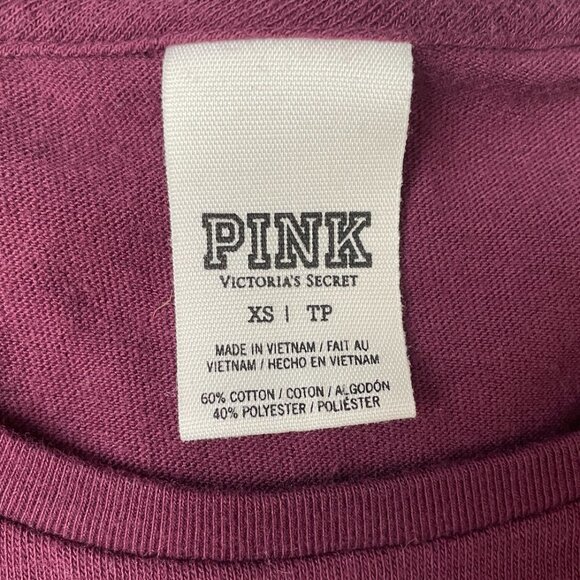 PINK
VICTORIA'S SECRET
XS | TP
MADE IN VIETNAM / FAIT AU
VIETNAM / HECHO EN VIETNAM
60% COTTON / COTON / ALGODÓN
40% POLYESTER / POLIÉSTER